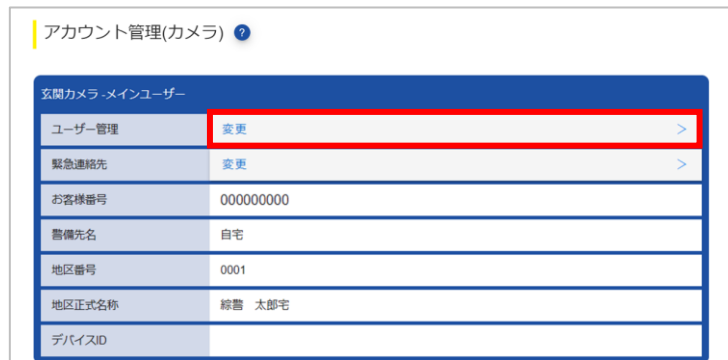 アカウント管理(カメラ) ?
玄関カメラ -メインユーザー
ユーザー管理 変更 >
緊急連絡先 変更 >
お客様番号 000000000
警備先名 自宅
地区番号 0001
地区正式名称 綜警　太郎宅
デバイスID